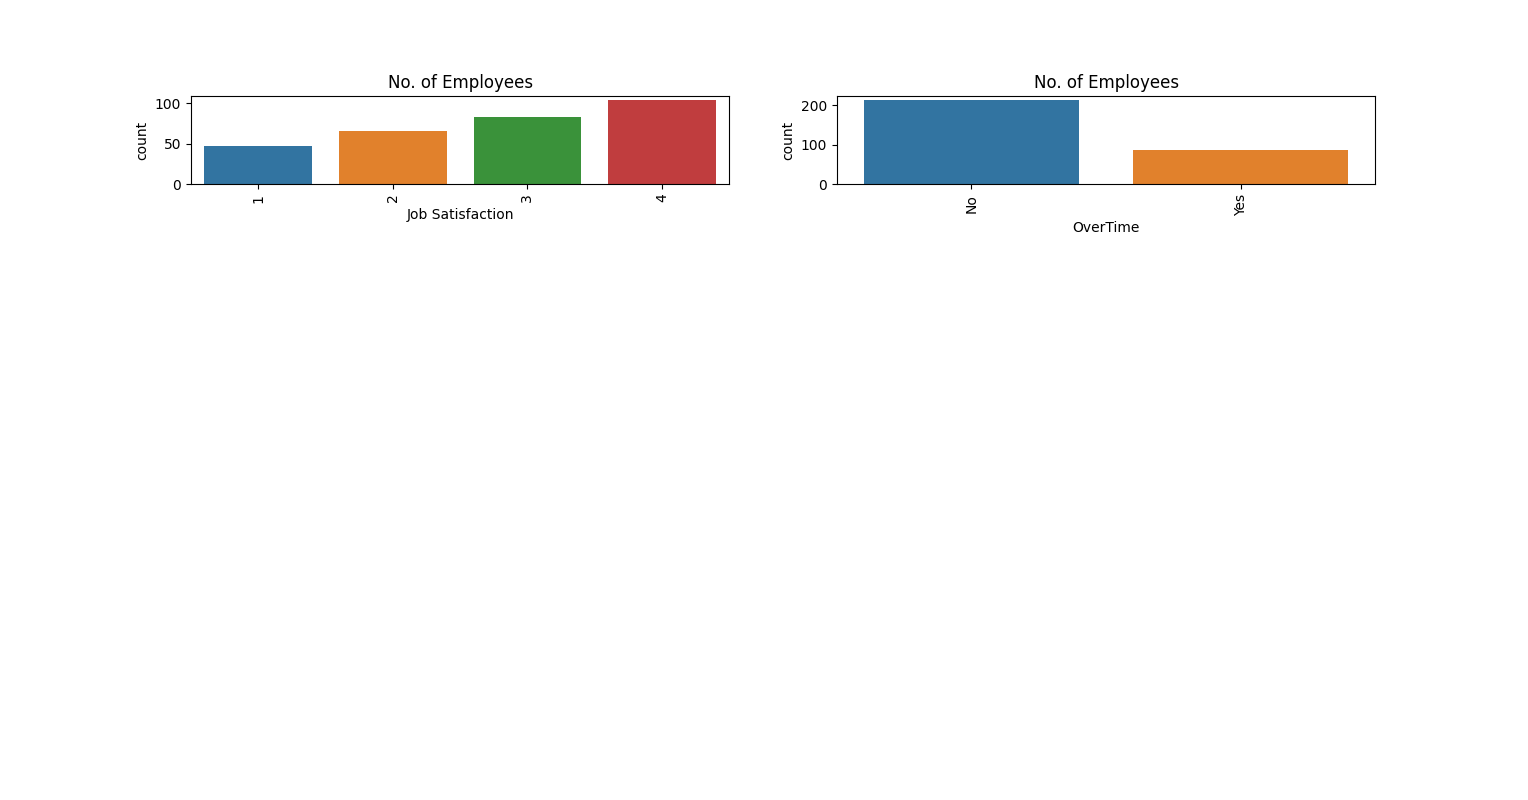 No. of Employees
100
50
0
count
1
2
3
4
Job Satisfaction
No. of Employees
200
100
0
count
No
Yes
OverTime